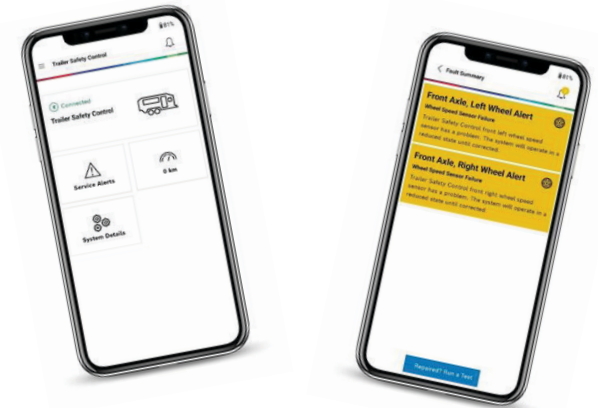 81%
Trailer Safety Control
Connected
Trailer Safety Control
Service Alerts
0 km
System Details
81%
Fault Summary
Front Axle, Left Wheel Alert
Wheel Speed Sensor Failure
Trailer Safety Control front left wheel speed
sensor has a problem. The system will operate in a
reduced state until corrected.
Front Axle, Right Wheel Alert
Wheel Speed Sensor Failure
Trailer Safety Control front right wheel speed
sensor has a problem. The system will operate in a
reduced state until corrected.
Repaired? Run a Test